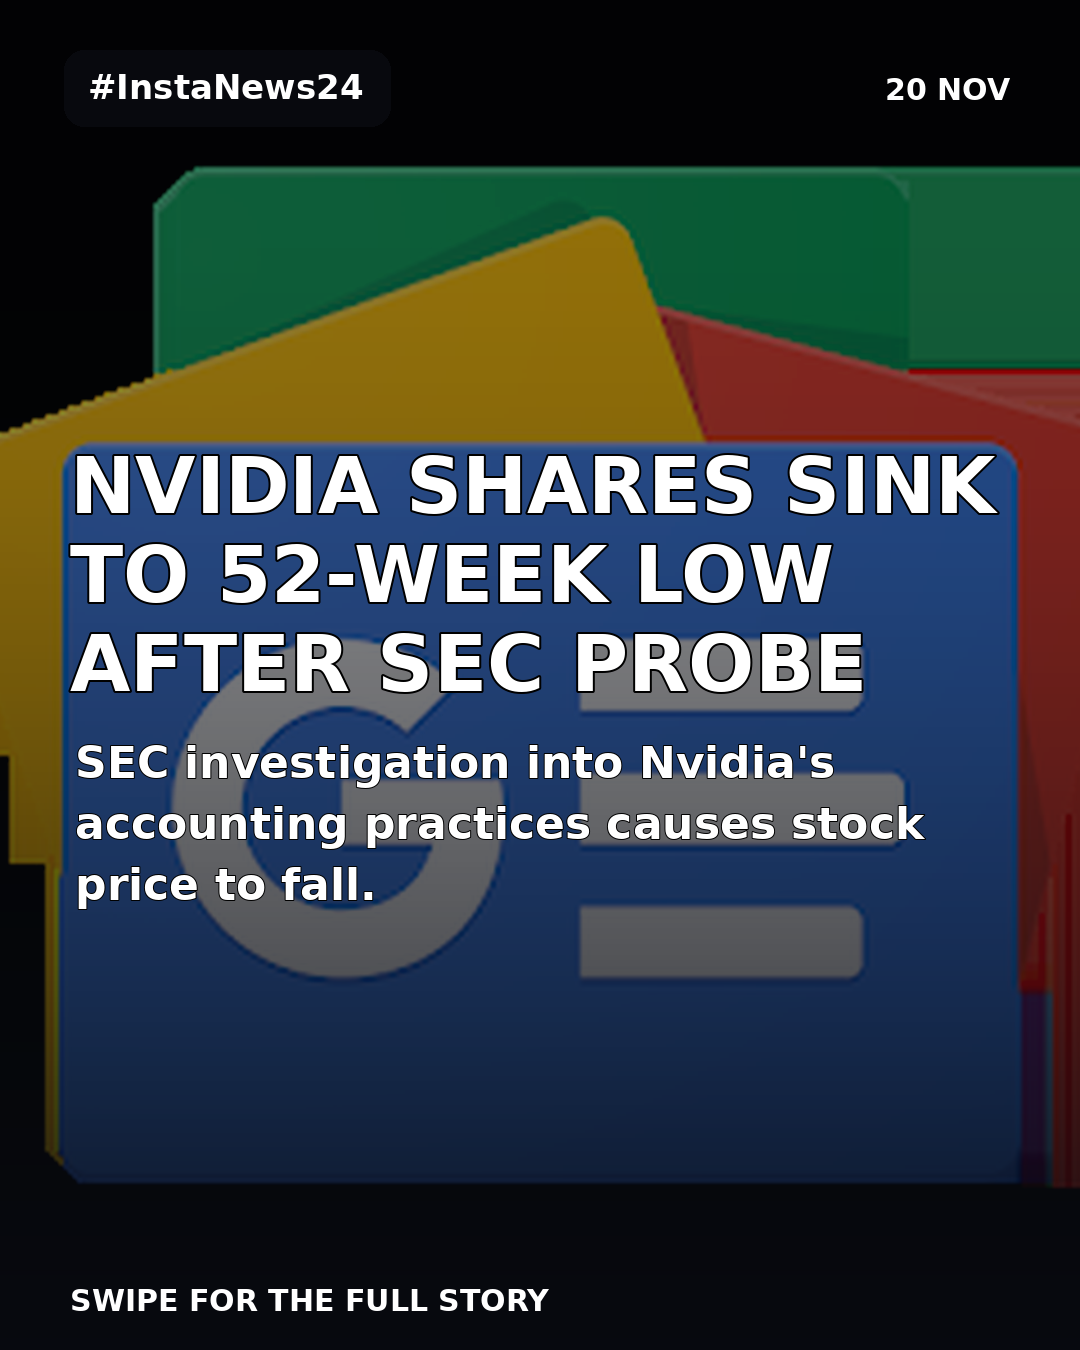 #InstaNews24
20 NOV
NVIDIA SHARES SINK
TO 52-WEEK LOW
AFTER SEC PROBE
SEC investigation into Nvidia's
accounting practices causes stock
price to fall.
G
SWIPE FOR THE FULL STORY